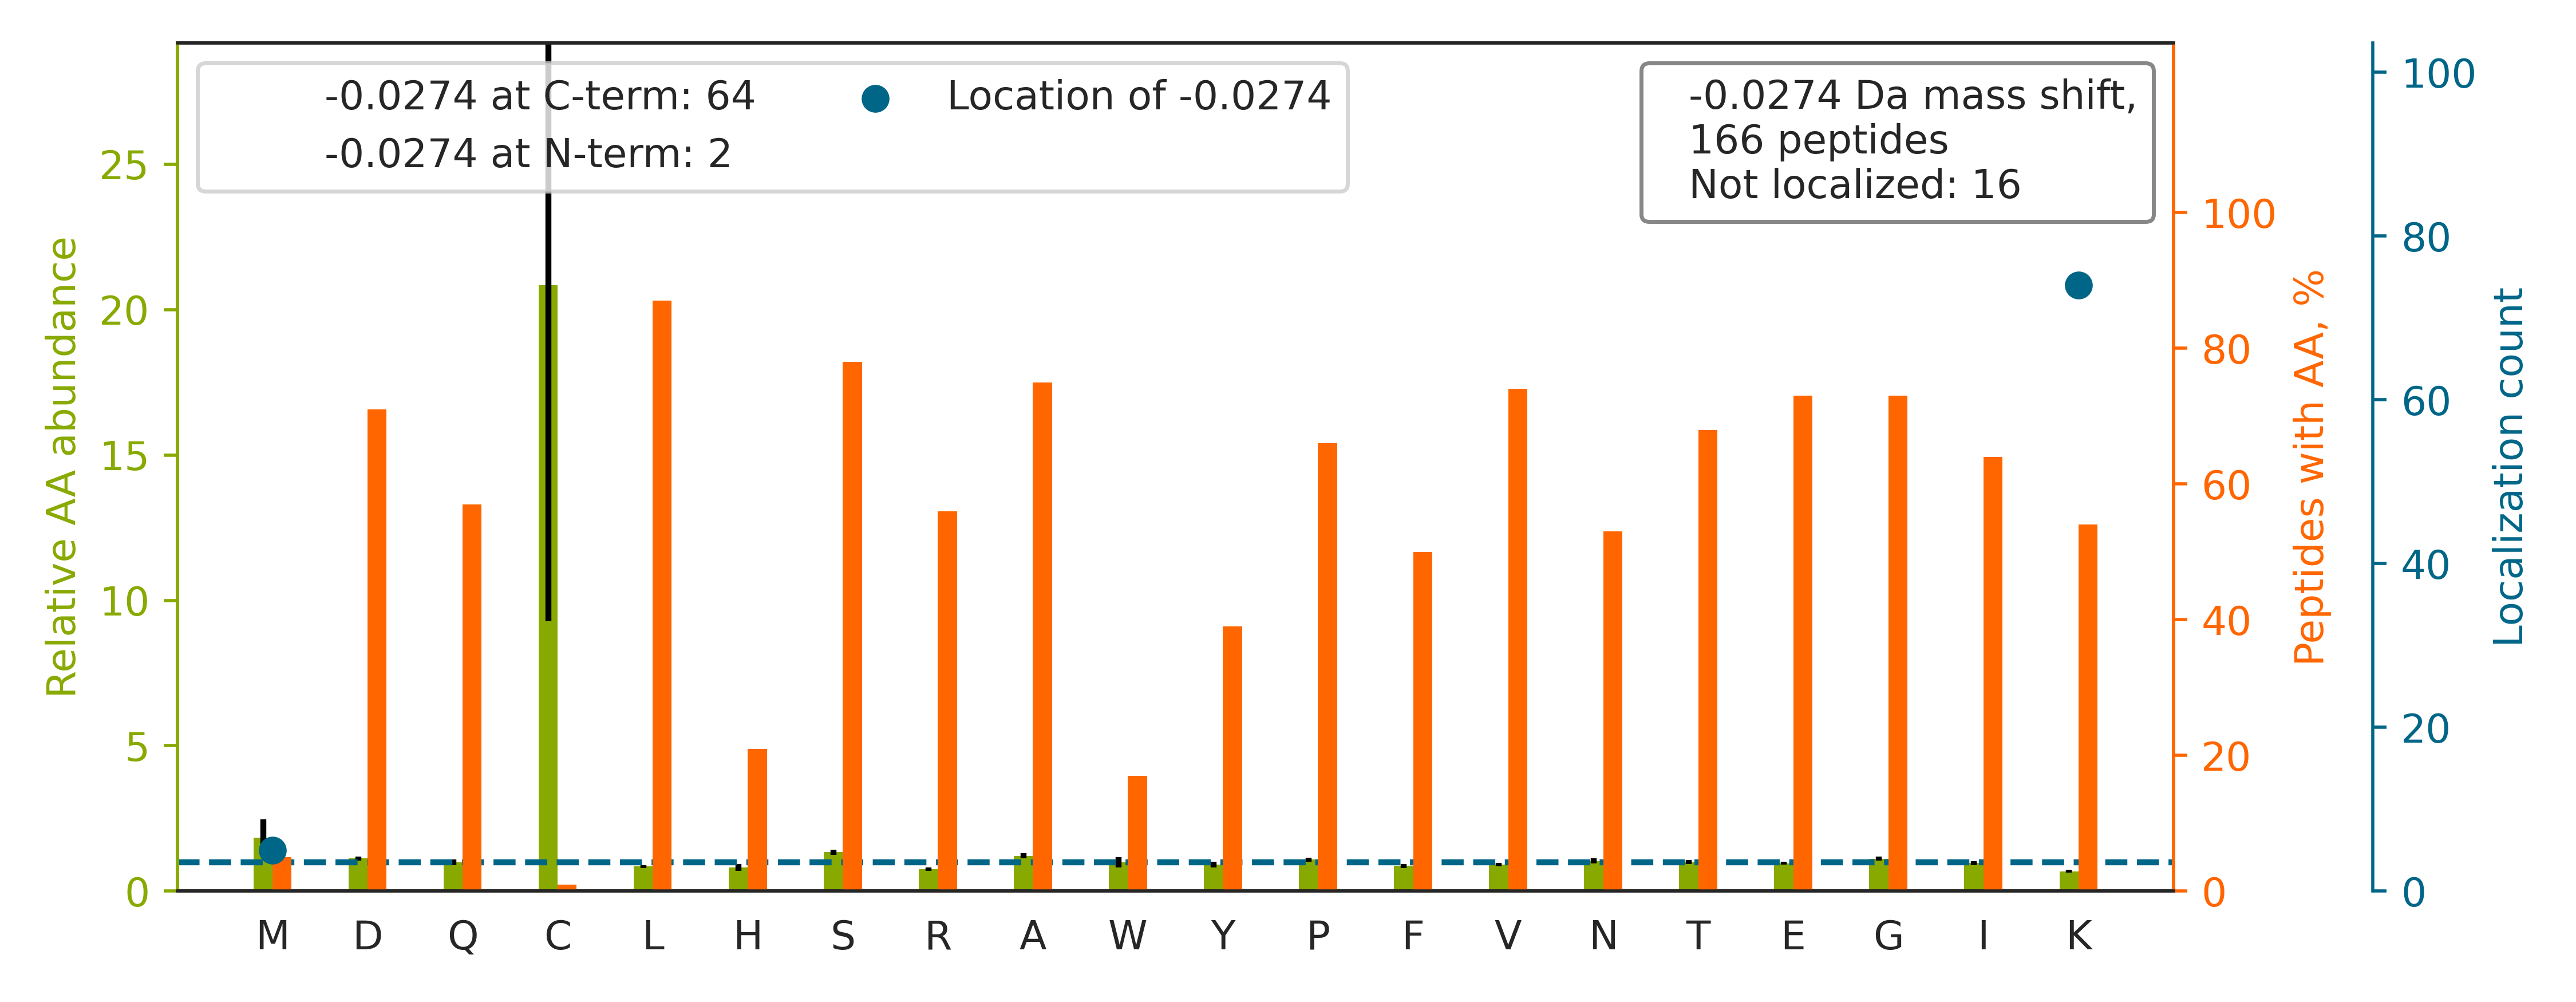 -0.0274 at C-term: 64
-0.0274 at N-term: 2
Location of -0.0274
-0.0274 Da mass shift,
166 peptides
Not localized: 16
Relative AA abundance
25
20
15
10
5
0
100
80
60
40
20
0
Peptides with AA, %
100
80
60
40
20
0
Localization count
M D Q C L H S R A W Y P F V N T E G I K